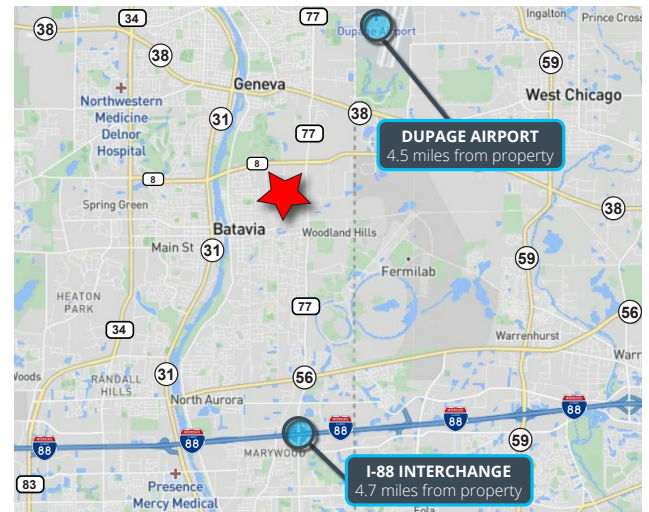 34
77
Ingalton
Prince Cross
38
DuPage Airport
38
59
Geneva
West Chicago
Northwestern
Medicine
Delnor
Hospital
31
38
77
DUPAGE AIRPORT
4.5 miles from property
8
8
Spring Green
38
Batavia
Woodland Hills
Main St
31
59
Fermilab
HEATON
PARK
77
56
34
Warrenhurst
Warr
Woods
RANDALL
HILLS
31
56
North Aurora
88
88
88
88
88
59
MARYWOOD
I-88 INTERCHANGE
4.7 miles from property
83
Presence
Mercy Medical
Eola